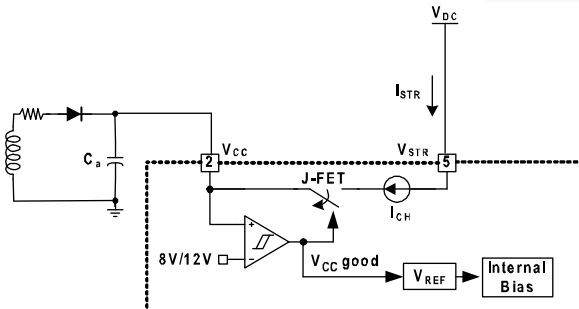 VDC
ISTR
Ca
2
VCC
VSTR
5
J-FET
ICH
+
8V/12V
−
VCC good
VREF
Internal
Bias